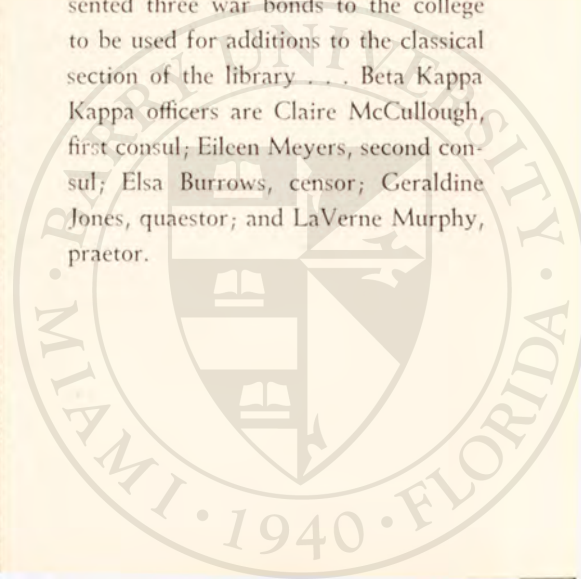 sented three war bonds to the college
to be used for additions to the classical
section of the library . . . Beta Kappa
Kappa officers are Claire McCullough,
first consul; Eileen Meyers, second con-
sul; Elsa Burrows, censor; Geraldine
Jones, quaestor; and LaVerne Murphy,
praetor.
BARRY UNIVERSITY
MIAMI · 1940 · FLORIDA